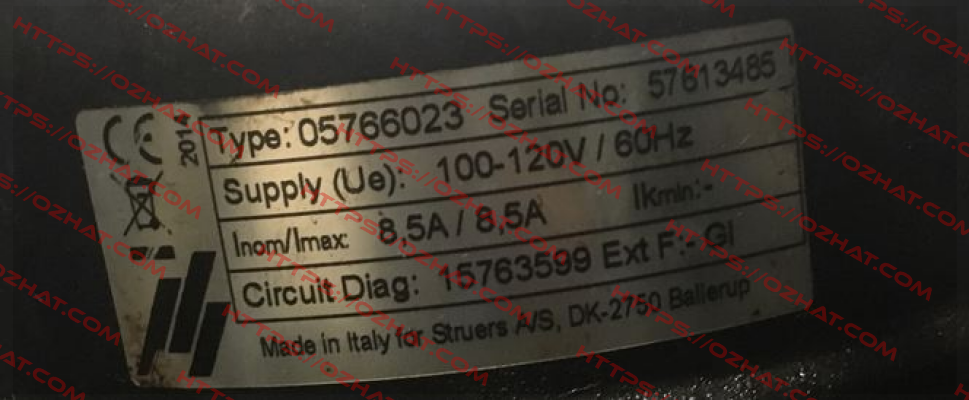 CE 2014
Type: 05766023 Serial No: 57613485
Supply (Ue): 100-120V / 60Hz
Inom/Imax: 8,5A / 8,5A Ikmin:-
Circuit Diag: 15763599 Ext F:- GI
Made in Italy for Struers A/S, DK-2750 Ballerup
HTTPS://OZHAT.COM